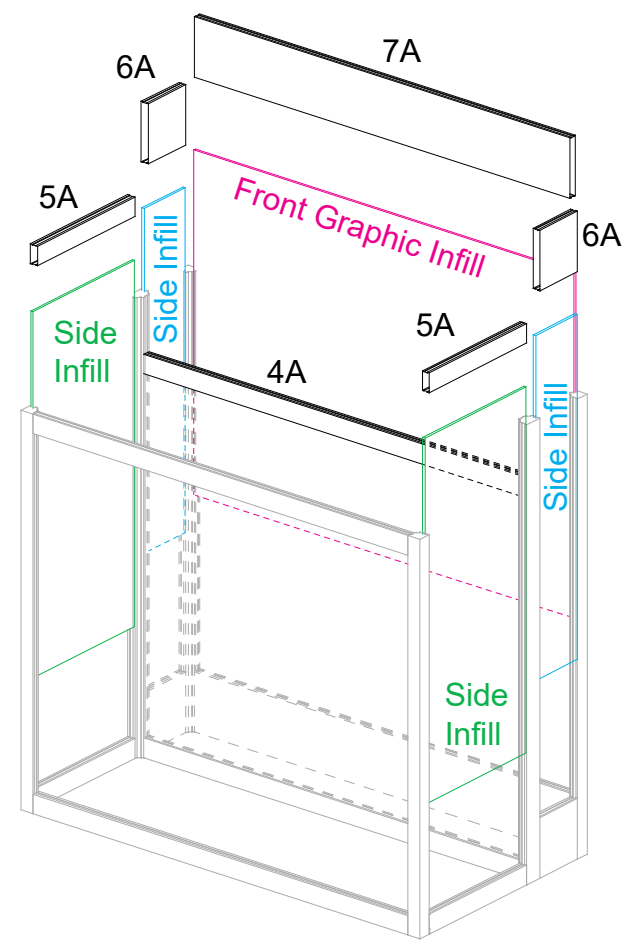 7A
6A
5A
Side Infill
Front Graphic Infill
6A
Side
Infill
5A
4A
Side Infill
Side
Infill